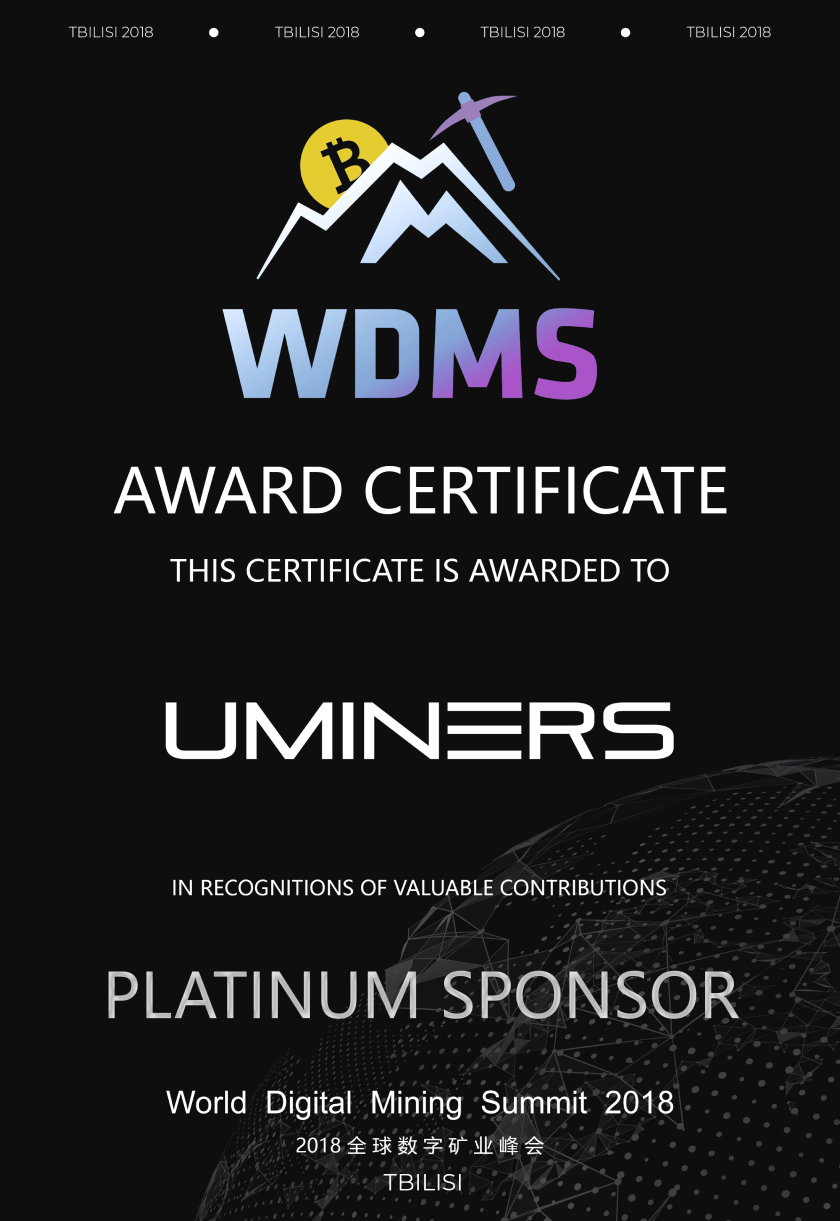 TBILISI 2018 ● TBILISI 2018 ● TBILISI 2018 ● TBILISI 2018
WDMS
AWARD CERTIFICATE
THIS CERTIFICATE IS AWARDED TO
UMINERS
IN RECOGNITIONS OF VALUABLE CONTRIBUTIONS
PLATINUM SPONSOR
World Digital Mining Summit 2018
2018全球数字矿业峰会
TBILISI